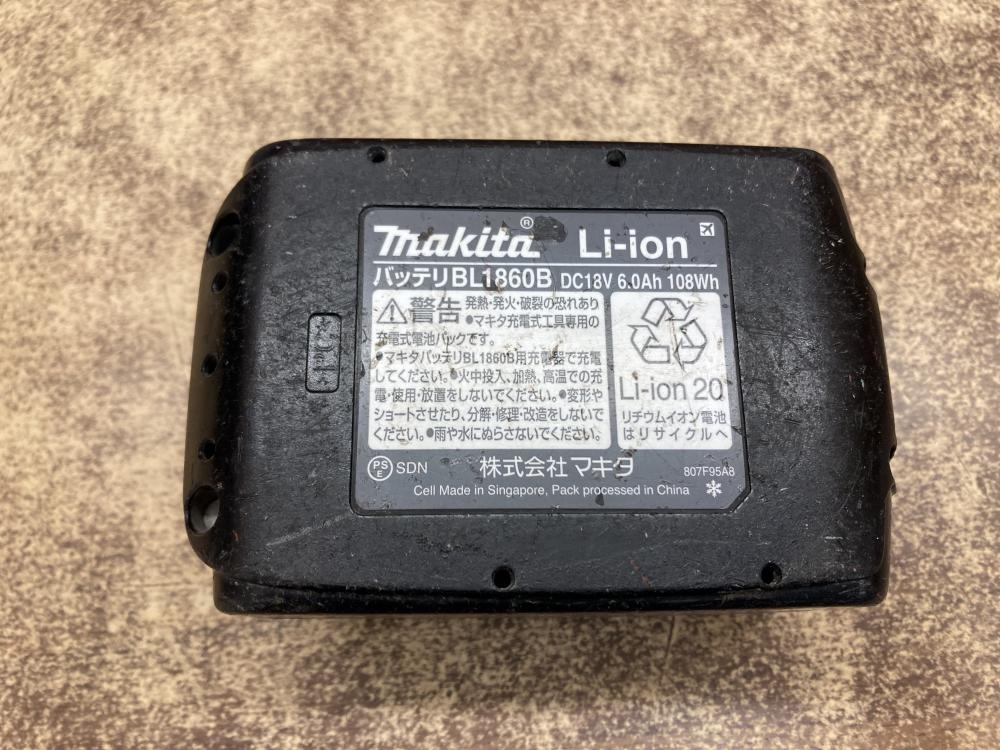 makita® Li-ion
バッテリBL1860B DC18V 6.0Ah 108Wh
警告 発熱・発火・破裂の恐れあり
●マキタ充電式工具専用の
充電式電池パックです。
●マキタバッテリBL1860B用充電器で充電
してください。●火中投入、加熱、高温での充
電・使用・放置をしないでください。●変形や
ショートさせたり、分解・修理・改造をしないで
ください。●雨や水にぬらさないでください。
Li-ion 20
リチウムイオン電池
はリサイクルへ
PSE SDN 株式会社マキタ 807F95A8
Cell Made in Singapore, Pack processed in China